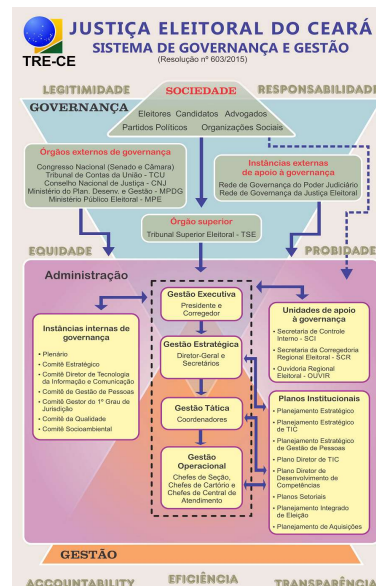 JUSTIÇA ELEITORAL DO CEARÁ
SISTEMA DE GOVERNANÇA E GESTÃO
(Resolução nº 603/2015)
TRE-CE
LEGITIMIDADE
SOCIEDADE
RESPONSABILIDADE
GOVERNANÇA
Eleitores Candidatos Advogados
Partidos Políticos Organizações Sociais
Órgãos externos de governança
Congresso Nacional (Senado e Câmara)
Tribunal de Contas da União - TCU
Conselho Nacional de Justiça - CNJ
Ministério do Plan. Desenv. e Gestão - MPDG
Ministério Público Eleitoral - MPE
Instâncias externas
de apoio à governança
Rede de Governança do Poder Judiciário
Rede de Governança da Justiça Eleitoral
Órgão superior
Tribunal Superior Eleitoral - TSE
EQUIDADE
PROBIDADE
Administração
Gestão Executiva
Presidente e
Corregedor
Instâncias internas de
governança
• Plenário
• Comitê Estratégico
• Comitê Diretor de Tecnologia
da Informação e Comunicação
• Comitê de Gestão de Pessoas
• Comitê Gestor do 1º Grau de
Jurisdição
• Comitê da Qualidade
• Comitê Socioambiental
Unidades de apoio
à governança
• Secretaria de Controle
Interno - SCI
• Secretaria da Corregedoria
Regional Eleitoral - SCR
• Ouvidoria Regional
Eleitoral - OUVIR
Gestão Estratégica
Diretor-Geral e
Secretários
Gestão Tática
Coordenadores
Gestão
Operacional
Chefes de Seção,
Chefes de Cartório e
Chefes de Central de
Atendimento
Planos Institucionais
• Planejamento Estratégico
• Planejamento Estratégico
de TIC
• Planejamento Estratégico
de Gestão de Pessoas
• Plano Diretor de TIC
• Plano Diretor de
Desenvolvimento de
Competências
• Planos Setoriais
• Planejamento Integrado
de Eleição
• Planejamento de Aquisições
GESTÃO
ACCOUNTABILITY
EFICIÊNCIA
TRANSPARÊNCIA